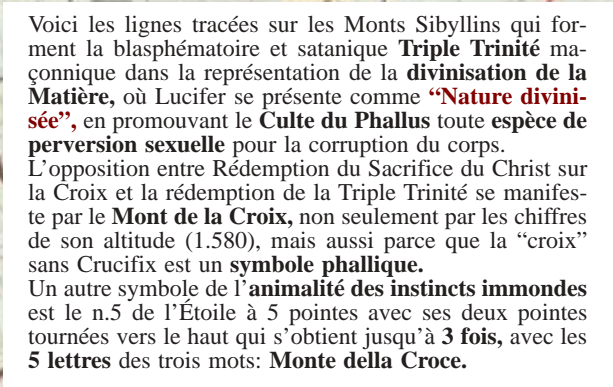 Voici les lignes tracées sur les Monts Sibyllins qui for-
ment la blasphématoire et satanique Triple Trinité ma-
çonnique dans la représentation de la divinisation de la
Matière, où Lucifer se présente comme “Nature divini-
sée”, en promouvant le Culte du Phallus toute espèce de
perversion sexuelle pour la corruption du corps.
L’opposition entre Rédemption du Sacrifice du Christ sur
la Croix et la rédemption de la Triple Trinité se manifes-
te par le Mont de la Croix, non seulement par les chiffres
de son altitude (1.580), mais aussi parce que la “croix”
sans Crucifix est un symbole phallique.
Un autre symbole de l’animalité des instincts immondes
est le n.5 de l’Étoile à 5 pointes avec ses deux pointes
tournées vers le haut qui s’obtient jusqu’à 3 fois, avec les
5 lettres des trois mots: Monte della Croce.